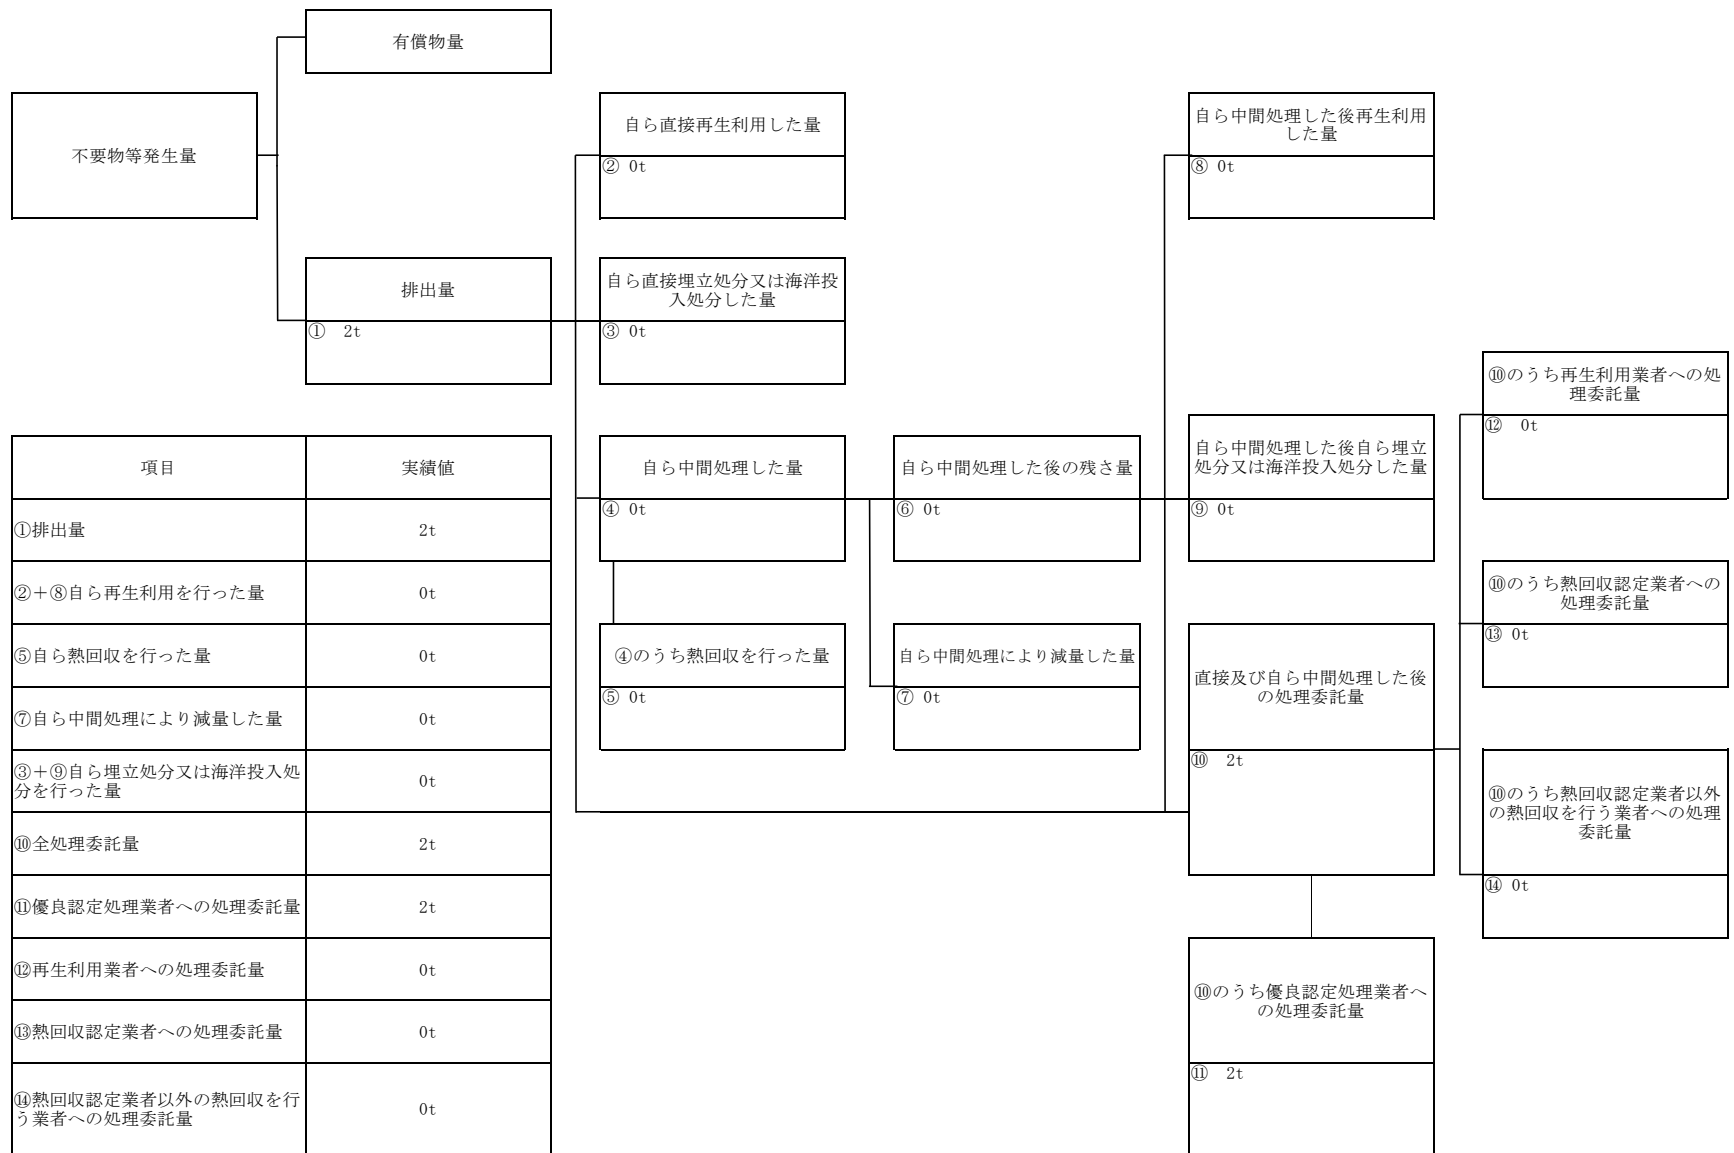 有償物量
不要物等発生量
自ら直接再生利用した量
② 0t
自ら中間処理した後再生利用
した量
⑧ 0t
排出量
① 2t
自ら直接埋立処分又は海洋投
入処分した量
③ 0t
⑩のうち再生利用業者への処
理委託量
⑫ 0t
自ら中間処理した量
④ 0t
自ら中間処理した後の残さ量
⑥ 0t
自ら中間処理した後自ら埋立
処分又は海洋投入処分した量
⑨ 0t
⑩のうち熱回収認定業者への
処理委託量
⑬ 0t
④のうち熱回収を行った量
⑤ 0t
自ら中間処理により減量した量
⑦ 0t
直接及び自ら中間処理した後
の処理委託量
⑩ 2t
⑩のうち熱回収認定業者以外
の熱回収を行う業者への処理
委託量
⑭ 0t
⑩のうち優良認定処理業者へ
の処理委託量
⑪ 2t
項目 実績値
①排出量 2t
②＋⑧自ら再生利用を行った量 0t
⑤自ら熱回収を行った量 0t
⑦自ら中間処理により減量した量 0t
③＋⑨自ら埋立処分又は海洋投入処
分を行った量 0t
⑩全処理委託量 2t
⑪優良認定処理業者への処理委託量 2t
⑫再生利用業者への処理委託量 0t
⑬熱回収認定業者への処理委託量 0t
⑭熱回収認定業者以外の熱回収を行
う業者への処理委託量 0t